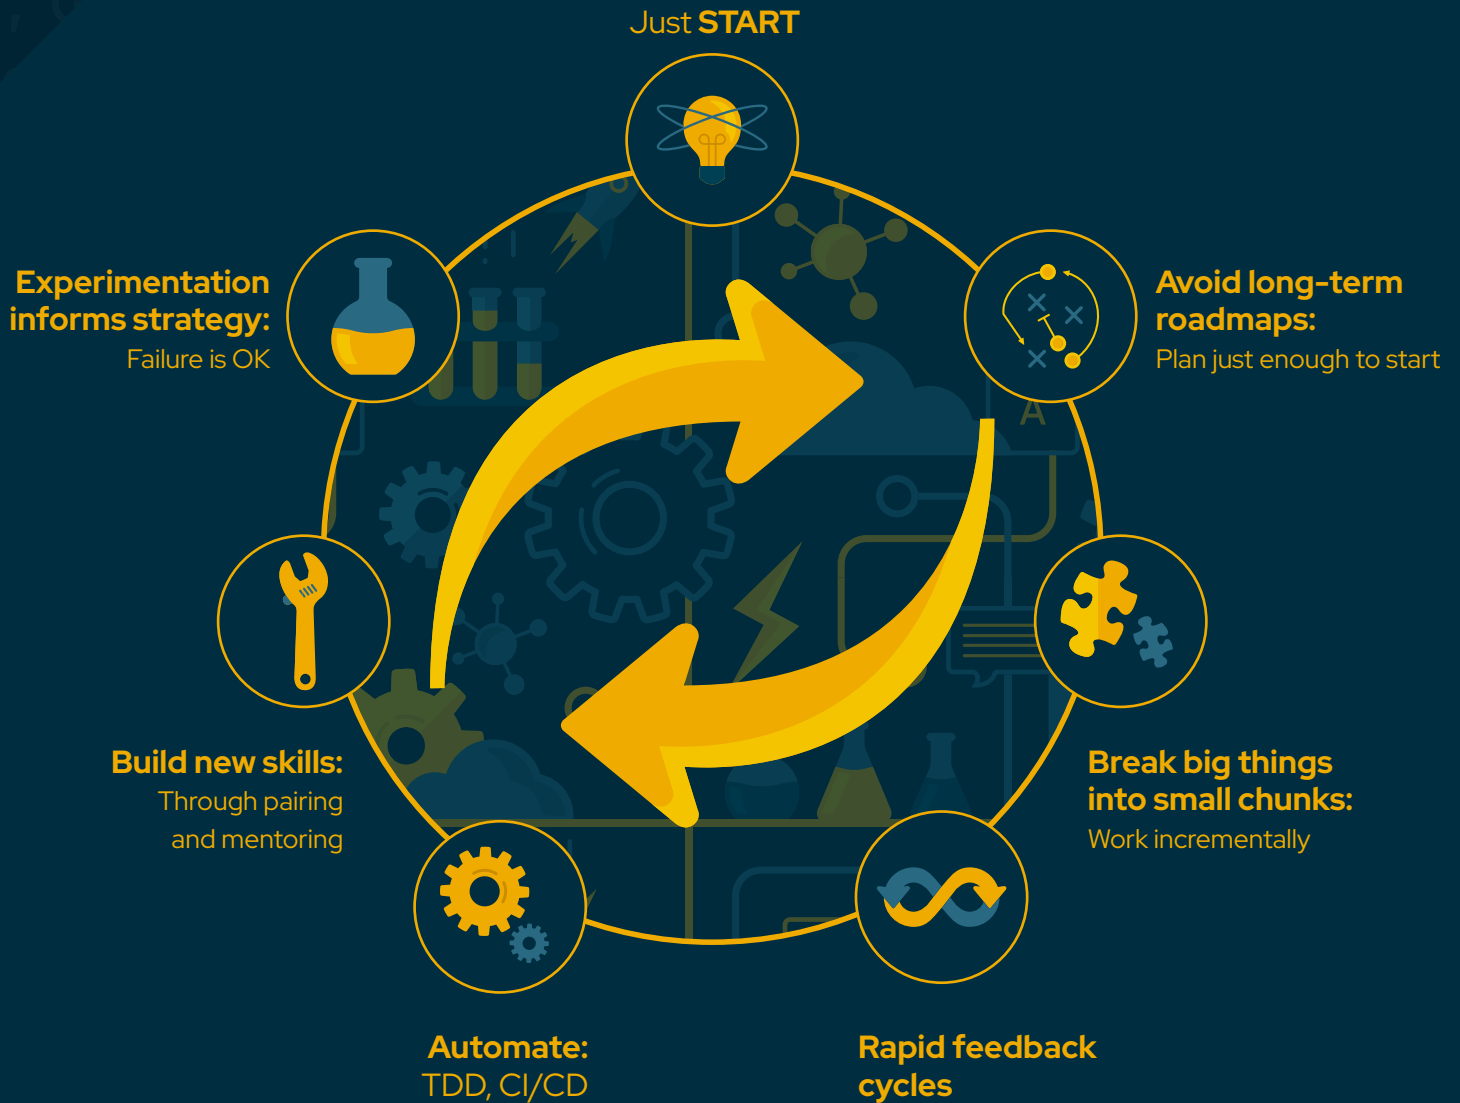 Just START
Avoid long-term
roadmaps:
Plan just enough to start
Break big things
into small chunks:
Work incrementally
Rapid feedback
cycles
Automate:
TDD, CI/CD
Build new skills:
Through pairing
and mentoring
Experimentation
informs strategy:
Failure is OK
A